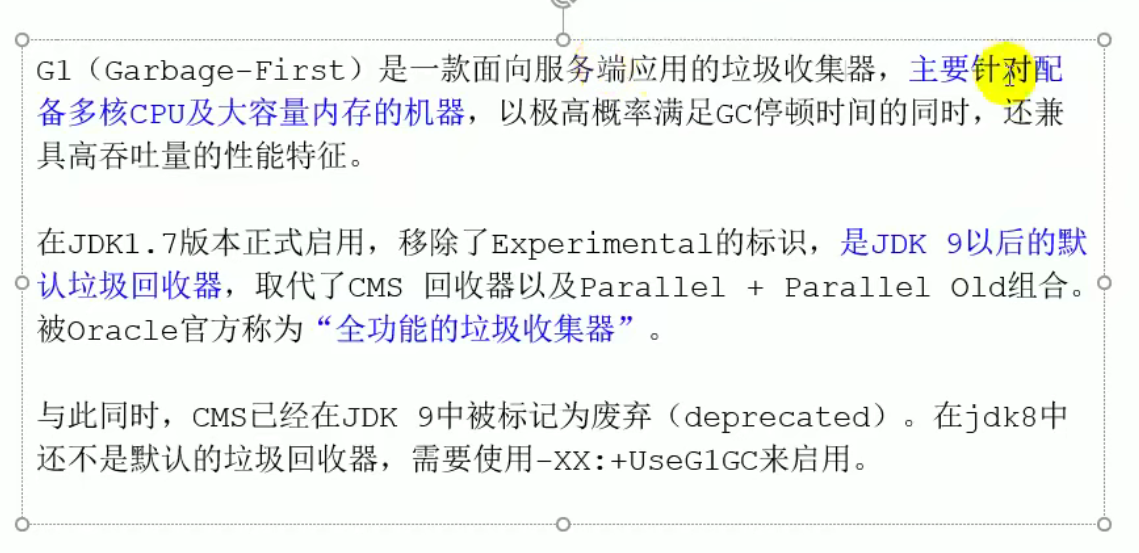 G1（Garbage-First）是一款面向服务端应用的垃圾收集器，主要针对配
备多核CPU及大容量内存的机器，以极高概率满足GC停顿时间的同时，还兼
具高吞吐量的性能特征。
在JDK1.7版本正式启用，移除了Experimental的标识，是JDK 9以后的默
认垃圾回收器，取代了CMS 回收器以及Parallel + Parallel Old组合。
被Oracle官方称为“全功能的垃圾收集器”。
与此同时，CMS已经在JDK 9中被标记为废弃（deprecated）。在jdk8中
还不是默认的垃圾回收器，需要使用-XX:+UseG1GC来启用。